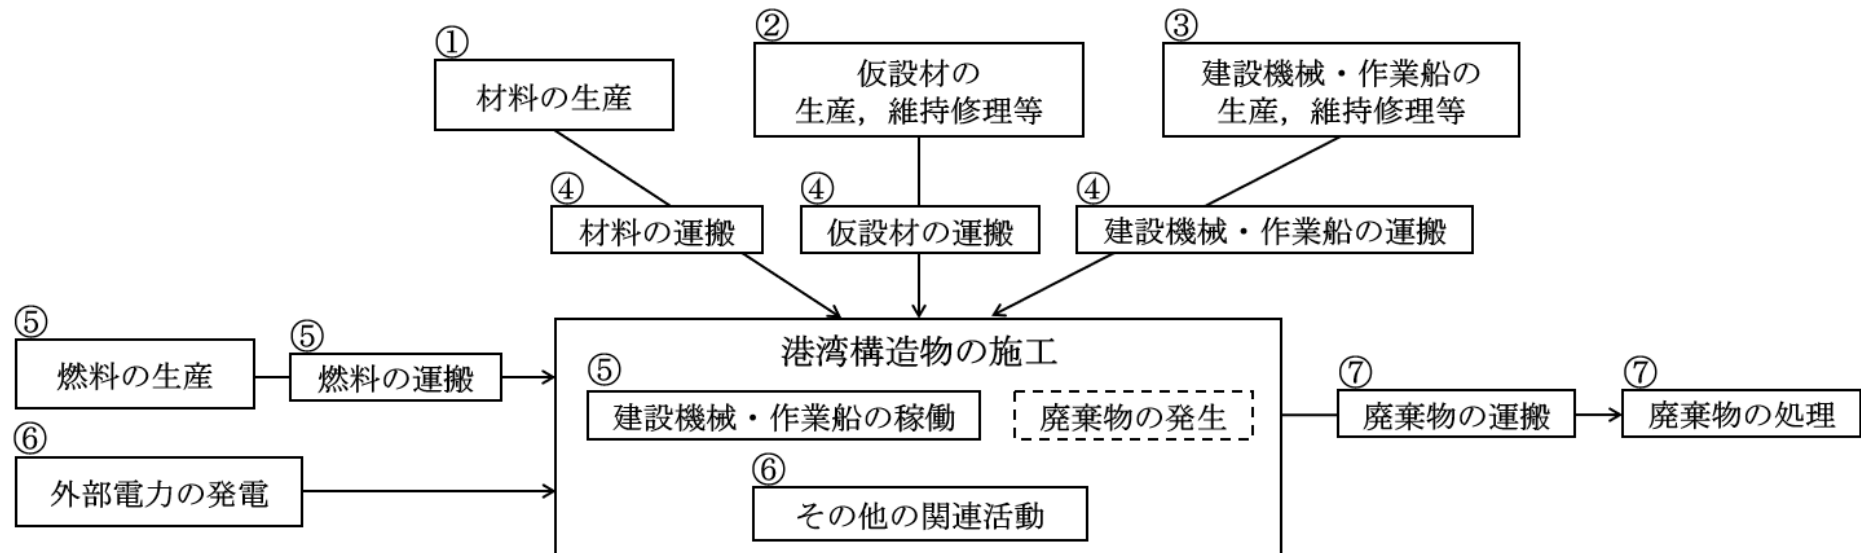 ①
材料の生産
②
仮設材の
生産，維持修理等
③
建設機械・作業船の
生産，維持修理等
④
材料の運搬
④
仮設材の運搬
④
建設機械・作業船の運搬
⑤
燃料の生産
⑤
燃料の運搬
⑥
外部電力の発電
港湾構造物の施工
⑤
建設機械・作業船の稼働
廃棄物の発生
⑥
その他の関連活動
⑦
廃棄物の運搬
⑦
廃棄物の処理